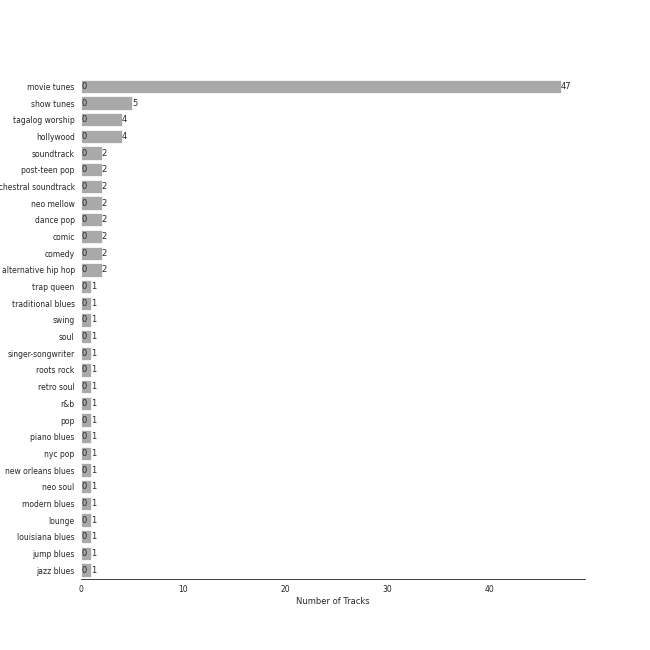 movie tunes 0 47
show tunes 0 5
tagalog worship 0 4
hollywood 0 4
soundtrack 0 2
post-teen pop 0 2
chestral soundtrack 0 2
neo mellow 0 2
dance pop 0 2
comic 0 2
comedy 0 2
alternative hip hop 0 2
trap queen 0 1
traditional blues 0 1
swing 0 1
soul 0 1
singer-songwriter 0 1
roots rock 0 1
retro soul 0 1
r&b 0 1
pop 0 1
piano blues 0 1
nyc pop 0 1
new orleans blues 0 1
neo soul 0 1
modern blues 0 1
lounge 0 1
louisiana blues 0 1
jump blues 0 1
jazz blues 0 1
0 10 20 30 40
Number of Tracks